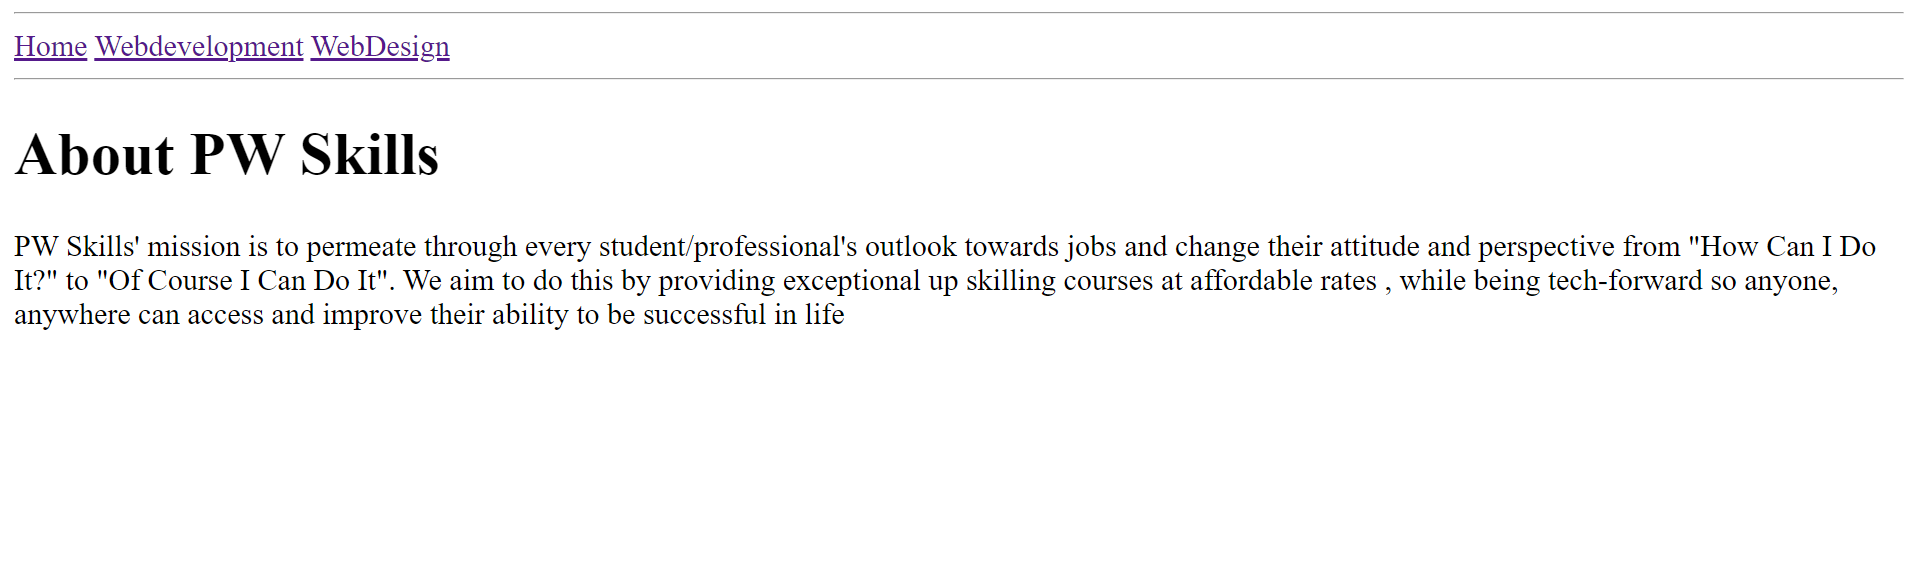 Home Webdevelopment WebDesign
About PW Skills
PW Skills' mission is to permeate through every student/professional's outlook towards jobs and change their attitude and perspective from "How Can I Do
It?" to "Of Course I Can Do It". We aim to do this by providing exceptional up skilling courses at affordable rates , while being tech-forward so anyone,
anywhere can access and improve their ability to be successful in life